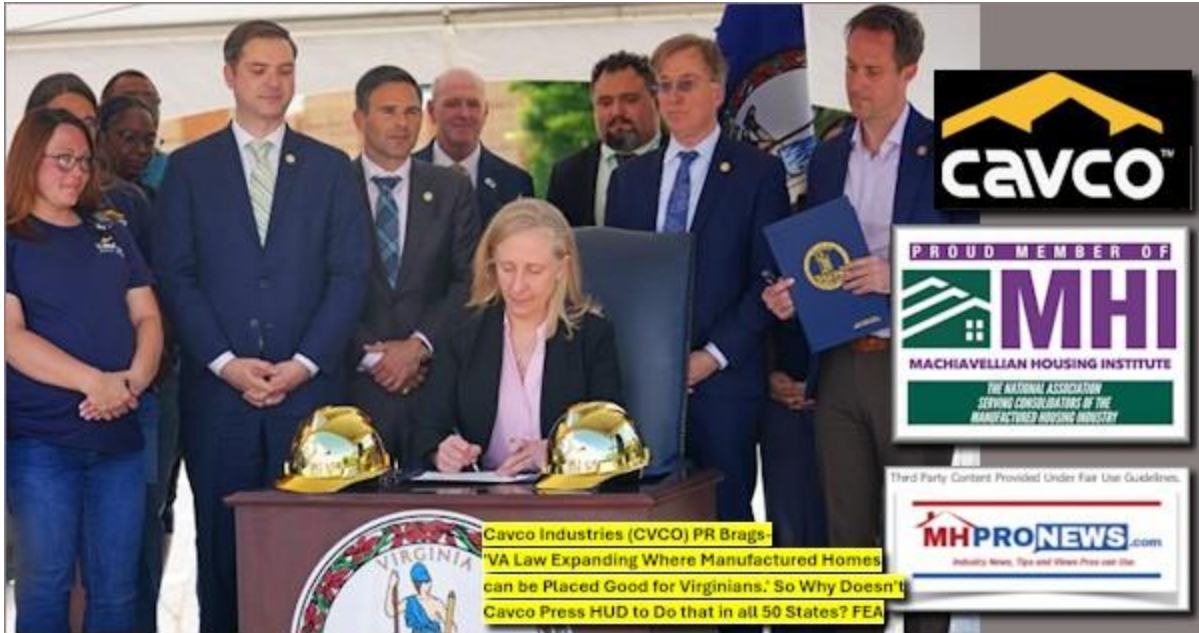 CAVCO™
PROUD MEMBER OF
MHI
MACHIAVELLIAN HOUSING INSTITUTE
THE NATIONAL ASSOCIATION
SERVING CONSOLIDATORS OF THE
MANUFACTURED HOUSING INDUSTRY
Third Party Content Provided Under Fair Use Guidelines.
MHPRONEWS.com
Industry News, Tips and Views Pros can Use
VIRGINIA
Cavco Industries (CVCO) PR Brags-
'VA Law Expanding Where Manufactured Homes
can be Placed Good for Virginians.' So Why Doesn't
Cavco Press HUD to Do that in all 50 States? FEA